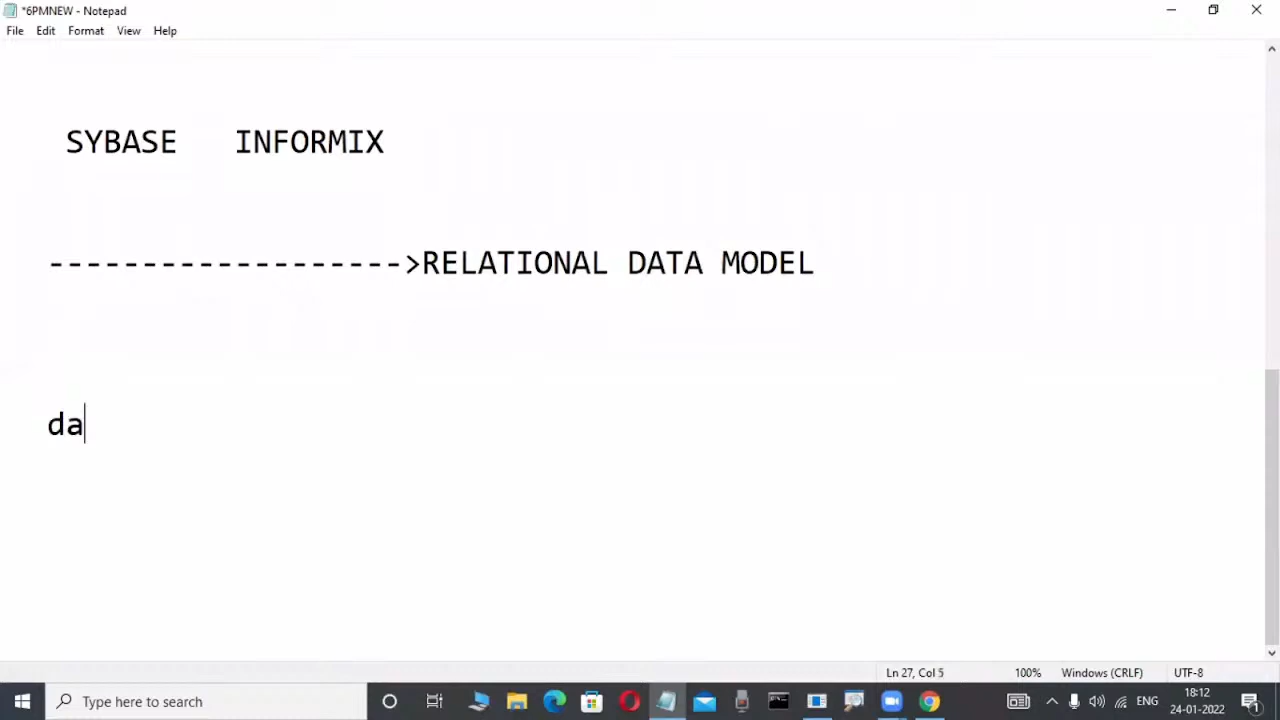 *6PMNEW - Notepad
File Edit Format View Help
SYBASE INFORMIX
------------------->RELATIONAL DATA MODEL
da
Ln 27, Col 5 100% Windows (CRLF) UTF-8
Type here to search
ENG
18:12
24-01-2022
1